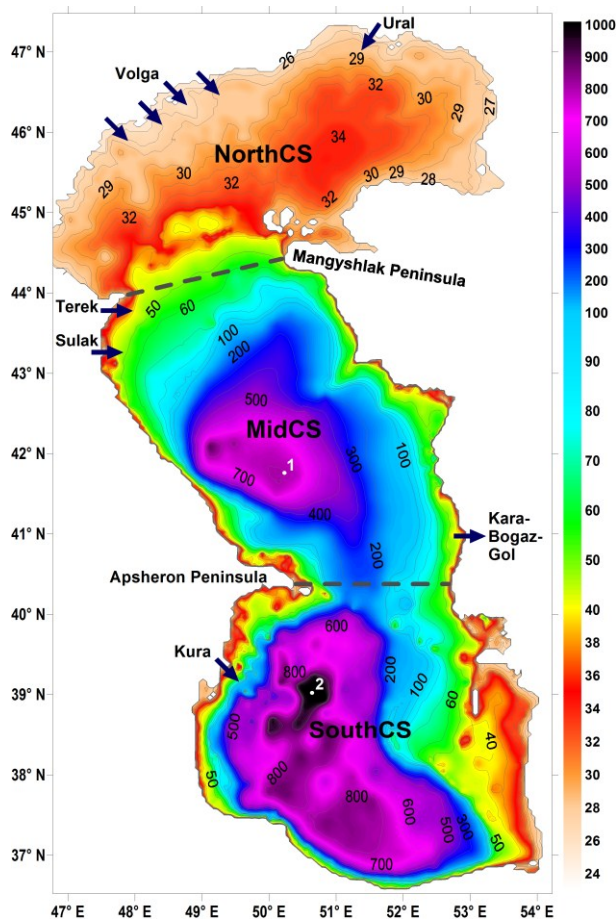 47° N
46° N
45° N
44° N
43° N
42° N
41° N
40° N
39° N
38° N
37° N
47° E
48°
49°
50°
51°
52°
53°
54° E
Ural
Volga
26
29
32
30
29
27
34
NorthCS
29
30
32
30
29
28
32
32
Mangyshlak Peninsula
Terek
50
60
Sulak
100
200
500
MidCS
300
100
1
700
400
Kara-
Bogaz-
Gol
200
Apsheron Peninsula
600
Kura
800
200
2
100
60
SouthCS
500
40
50
800
800
600
500
300
50
700
1000
900
800
700
600
500
400
300
200
100
90
80
70
60
50
40
38
36
34
32
30
28
26
24